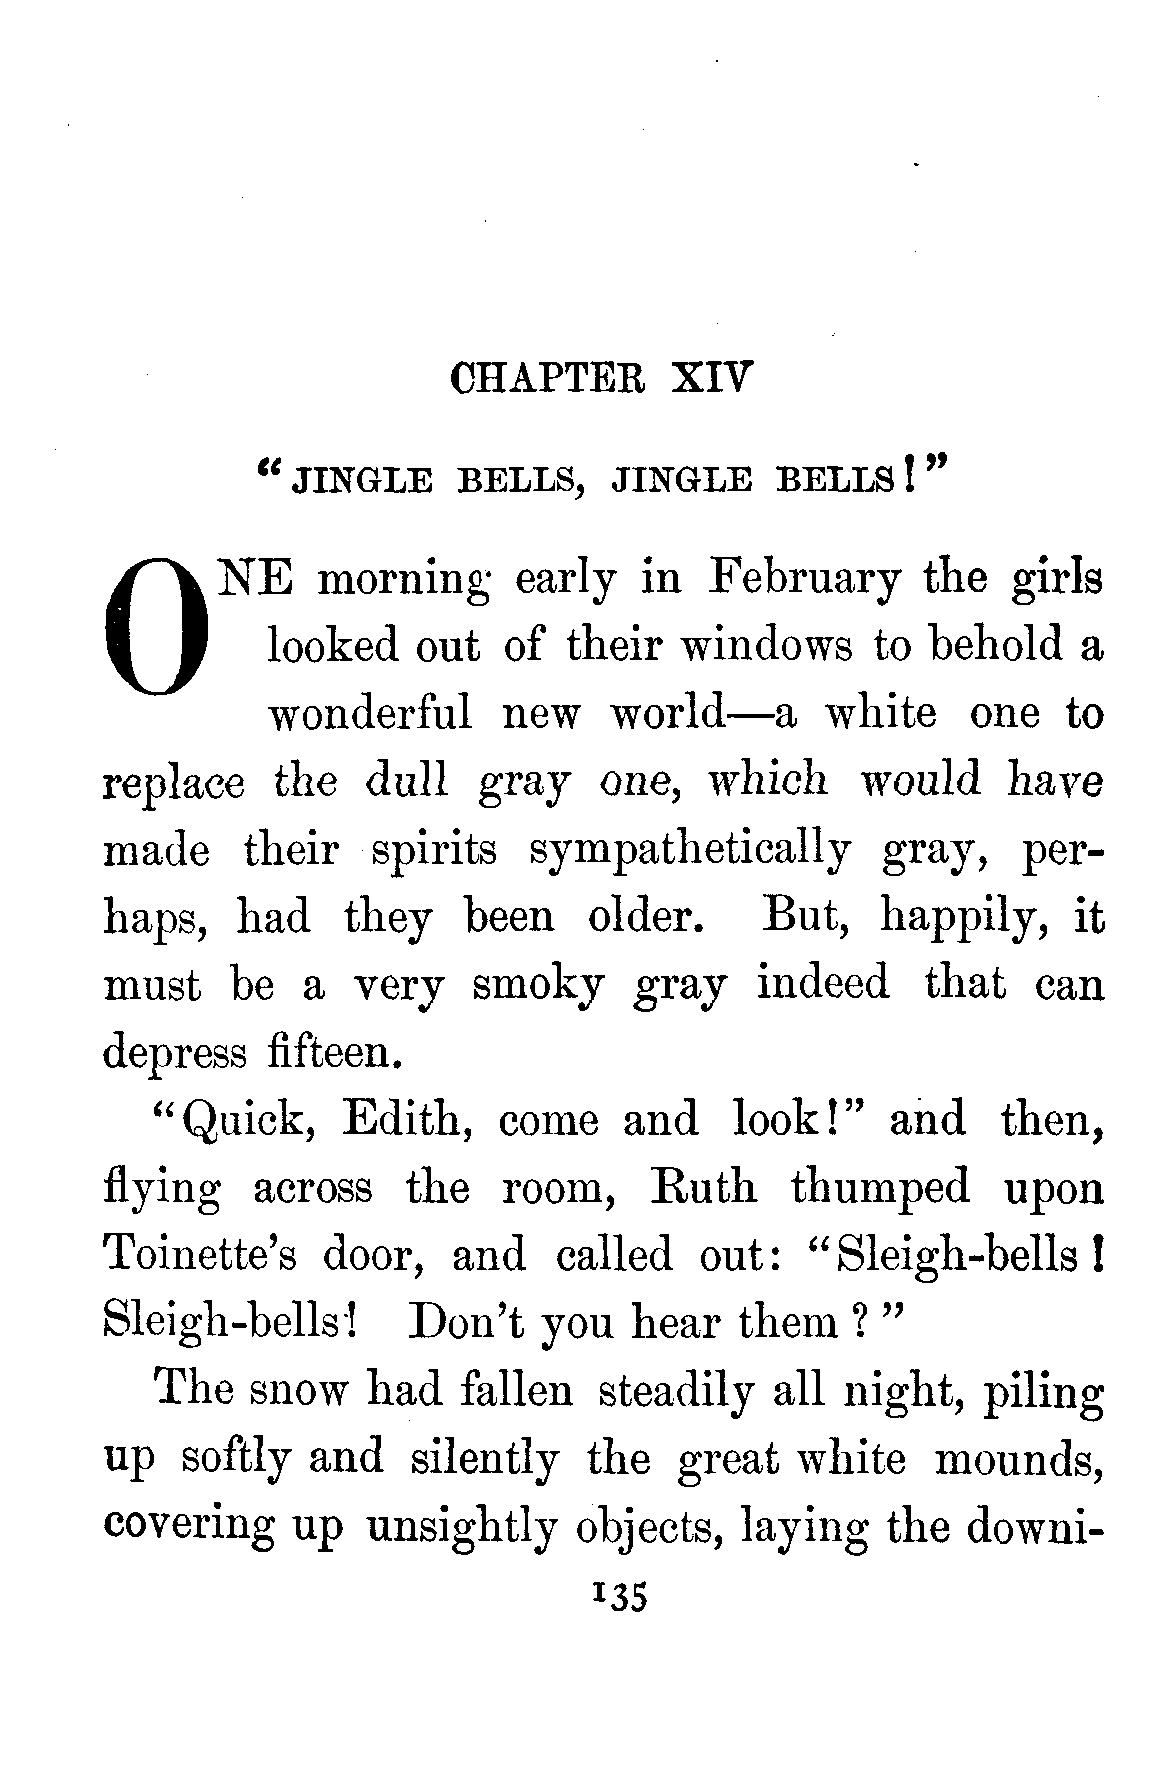 CHAPTER XIV
“JINGLE BELLS, JINGLE BELLS!”
ONE morning early in February the girls
looked out of their windows to behold a
wonderful new world—a white one to
replace the dull gray one, which would have
made their spirits sympathetically gray, per-
haps, had they been older. But, happily, it
must be a very smoky gray indeed that can
depress fifteen.
“Quick, Edith, come and look!” and then,
flying across the room, Ruth thumped upon
Toinette’s door, and called out: “Sleigh-bells!
Sleigh-bells! Don’t you hear them?”
The snow had fallen steadily all night, piling
up softly and silently the great white mounds,
covering up unsightly objects, laying the downi-
135